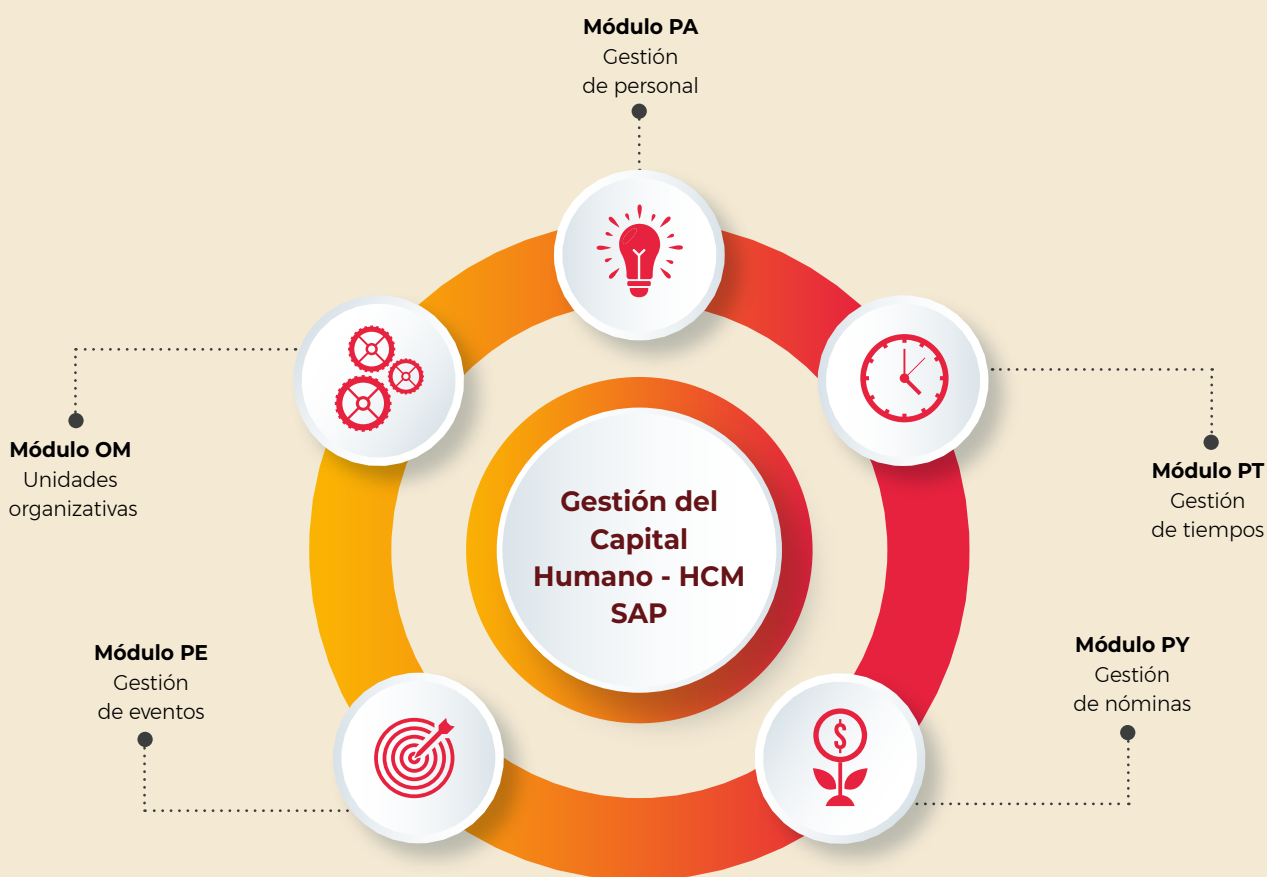 Módulo PA
Gestión
de personal
Módulo OM
Unidades
organizativas
Módulo PT
Gestión
de tiempos
Gestión del
Capital
Humano - HCM
SAP
Módulo PE
Gestión
de eventos
Módulo PY
Gestión
de nóminas
$